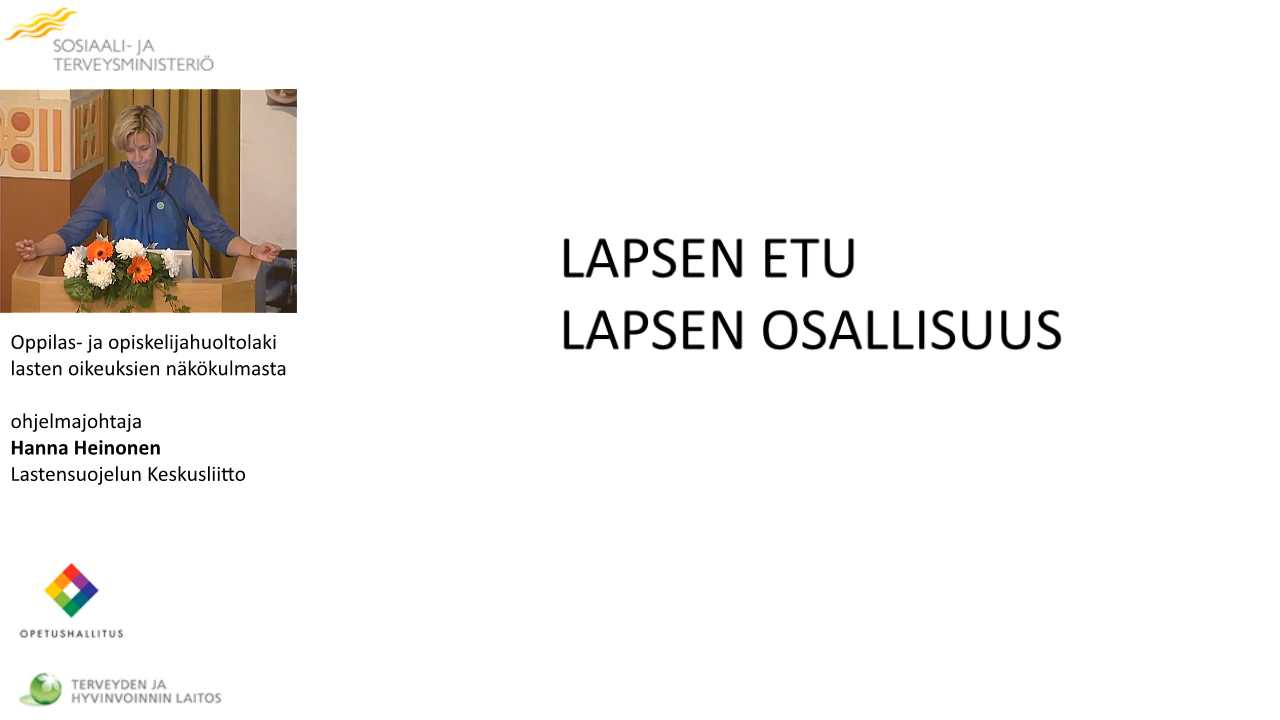 SOSIAALI- JA
TERVEYSMINISTERIÖ
Oppilas- ja opiskelijahuoltolaki
lasten oikeuksien näkökulmasta
ohjelmajohtaja
Hanna Heinonen
Lastensuojelun Keskusliitto
OPETUSHALLITUS
TERVEYDEN JA
HYVINVOINNIN LAITOS
LAPSEN ETU
LAPSEN OSALLISUUS